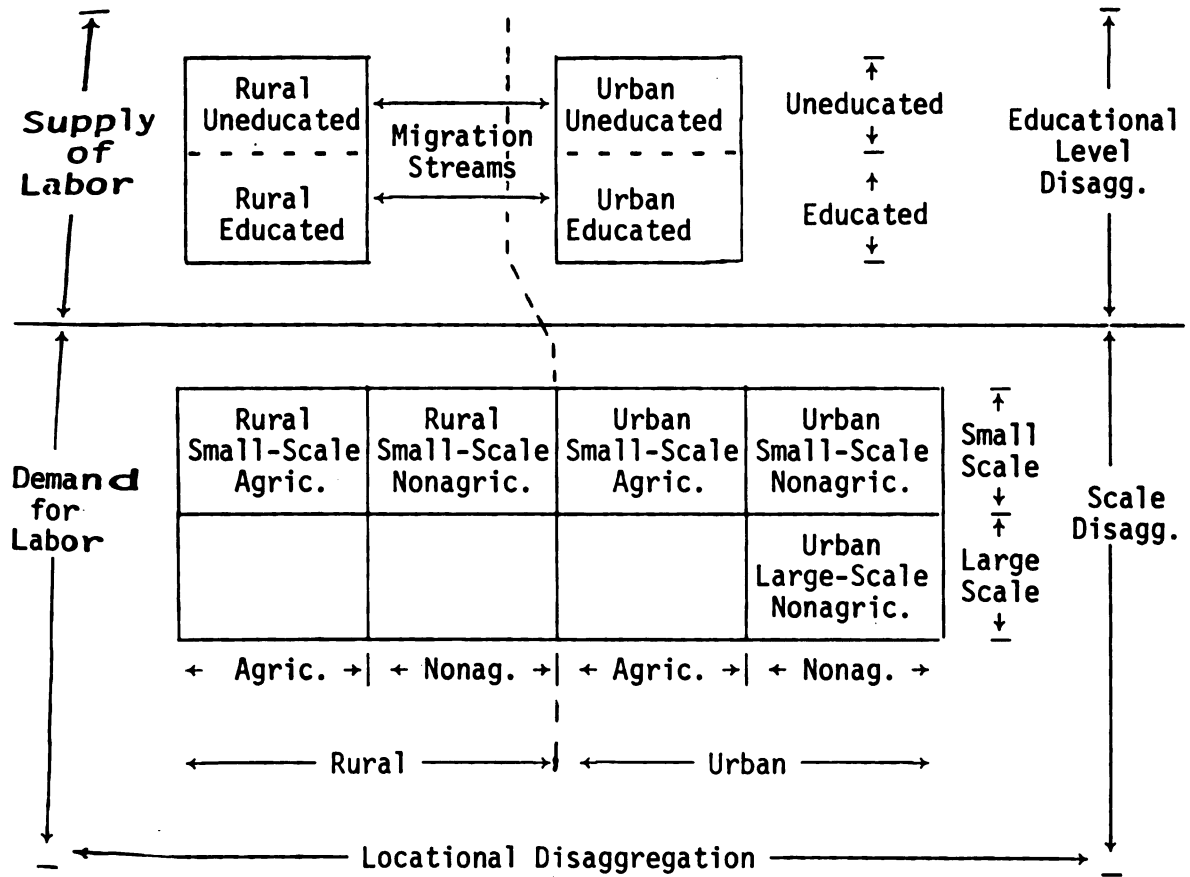 Supply
of
Labor
Rural
Uneducated
Rural
Educated
Migration
Streams
Urban
Uneducated
Urban
Educated
Uneducated
Educated
Educational
Level
Disagg.
Demand
for
Labor
Rural
Small-Scale
Agric.
Rural
Small-Scale
Nonagric.
Urban
Small-Scale
Agric.
Urban
Small-Scale
Nonagric.
Small
Scale
Urban
Large-Scale
Nonagric.
Large
Scale
Scale
Disagg.
Agric.
Nonag.
Agric.
Nonag.
Rural
Urban
Locational Disaggregation